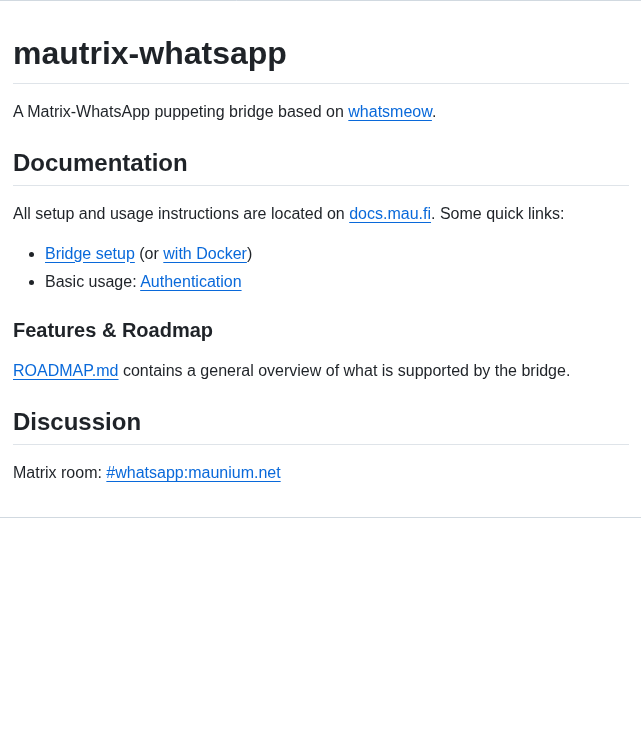 mautrix-whatsapp
A Matrix-WhatsApp puppeting bridge based on whatsmeow.
Documentation
All setup and usage instructions are located on docs.mau.fi. Some quick links:
Bridge setup (or with Docker)
Basic usage: Authentication
Features & Roadmap
ROADMAP.md contains a general overview of what is supported by the bridge.
Discussion
Matrix room: #whatsapp:maunium.net